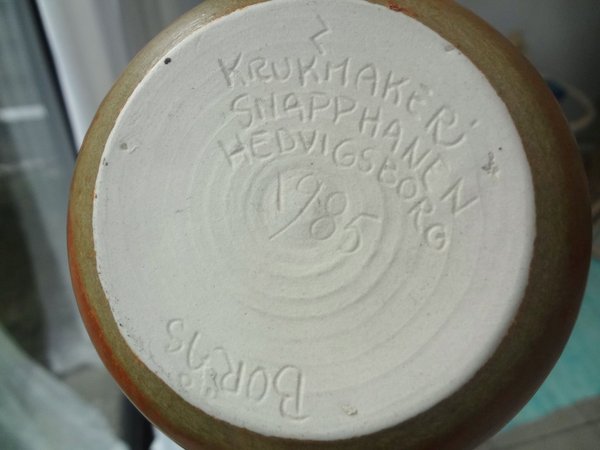 KRUKMAKERI
SNAPPHANEN
HEDVIGSBORG
1985
BORÅS